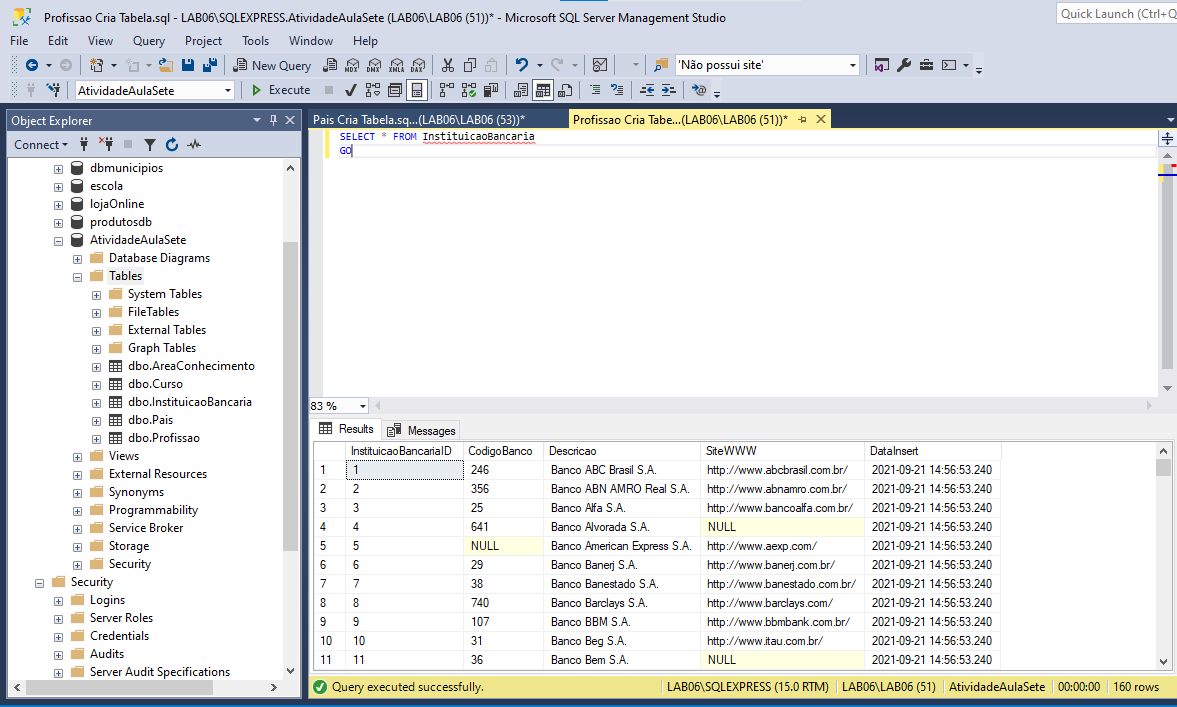 Profissao Cria Tabela.sql - LAB06\SQLEXPRESS.AtividadeAulaSete (LAB06\LAB06 (51))* - Microsoft SQL Server Management Studio
Quick Launch (Ctrl+Q
File Edit View Query Project Tools Window Help
New Query MDX DMX XMLA DAX 'Não possui site'
AtividadeAulaSete Execute
Object Explorer
Connect
dbmunicipios
escola
lojaOnline
produtosdb
AtividadeAulaSete
Database Diagrams
Tables
System Tables
FileTables
External Tables
Graph Tables
dbo.AreaConhecimento
dbo.Curso
dbo.InstituicaoBancaria
dbo.Pais
dbo.Profissao
Views
External Resources
Synonyms
Programmability
Service Broker
Storage
Security
Security
Logins
Server Roles
Credentials
Audits
Server Audit Specifications
Pais Cria Tabela.sq...(LAB06\LAB06 (53))* Profissao Cria Tabe...(LAB06\LAB06 (51))*
SELECT * FROM InstituicaoBancaria
GO
83 %
Results Messages
InstituicaoBancariaID CodigoBanco Descricao SiteWWW DataInsert
1 1 246 Banco ABC Brasil S.A. http://www.abcbrasil.com.br/ 2021-09-21 14:56:53.240
2 2 356 Banco ABN AMRO Real S.A. http://www.abnamro.com.br/ 2021-09-21 14:56:53.240
3 3 25 Banco Alfa S.A. http://www.bancoalfa.com.br/ 2021-09-21 14:56:53.240
4 4 641 Banco Alvorada S.A. NULL 2021-09-21 14:56:53.240
5 5 NULL Banco American Express S.A. http://www.aexp.com/ 2021-09-21 14:56:53.240
6 6 29 Banco Banerj S.A. http://www.banerj.com.br/ 2021-09-21 14:56:53.240
7 7 38 Banco Banestado S.A. http://www.banestado.com.br/ 2021-09-21 14:56:53.240
8 8 740 Banco Barclays S.A. http://www.barclays.com/ 2021-09-21 14:56:53.240
9 9 107 Banco BBM S.A. http://www.bbmbank.com.br/ 2021-09-21 14:56:53.240
10 10 31 Banco Beg S.A. http://www.itau.com.br/ 2021-09-21 14:56:53.240
11 11 36 Banco Bem S.A. NULL 2021-09-21 14:56:53.240
Query executed successfully. LAB06\SQLEXPRESS (15.0 RTM) LAB06\LAB06 (51) AtividadeAulaSete 00:00:00 160 rows